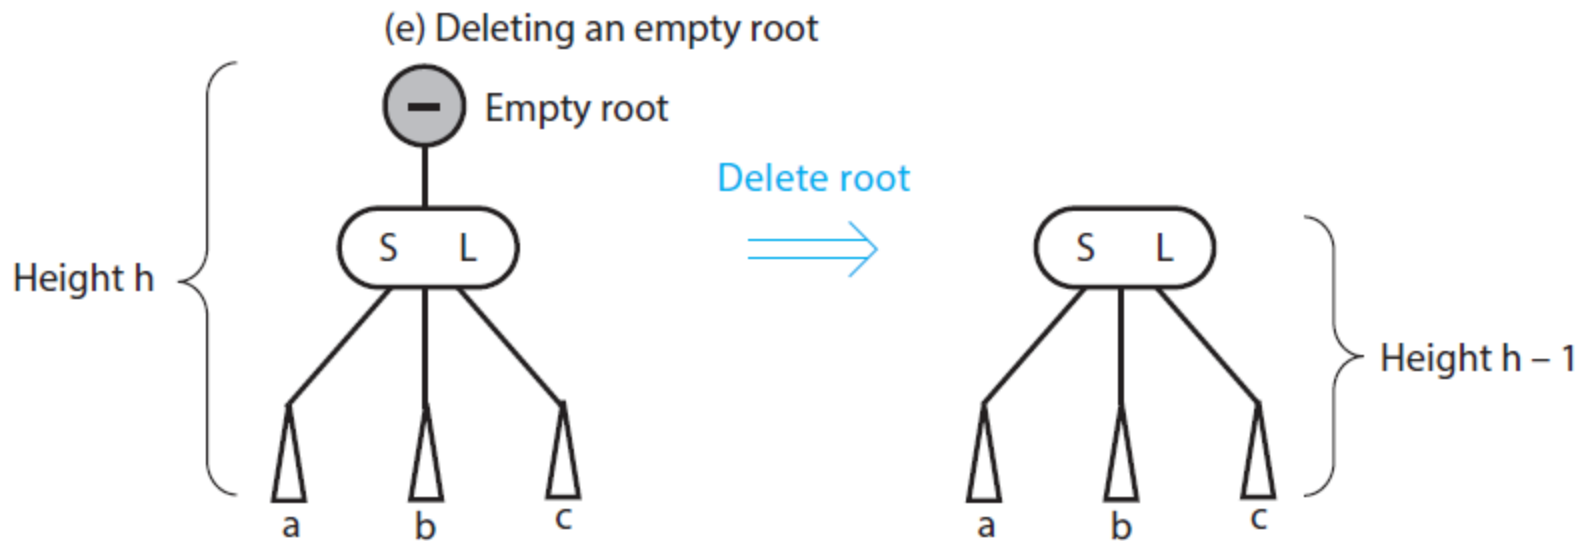 (e) Deleting an empty root
Empty root
Delete root
S L
S L
Height h
Height h – 1
a b c
a b c